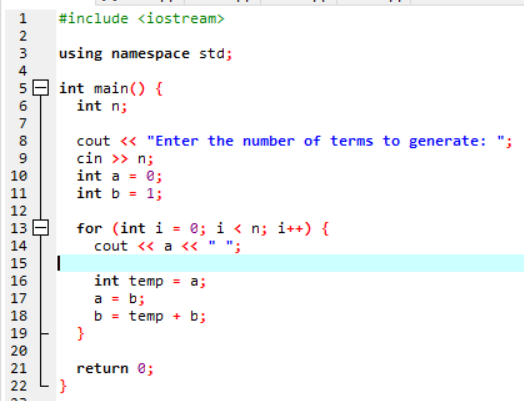 1 #include <iostream>
2
3 using namespace std;
4
5 int main() {
6 int n;
7
8 cout << "Enter the number of terms to generate: ";
9 cin >> n;
10 int a = 0;
11 int b = 1;
12
13 for (int i = 0; i < n; i++) {
14 cout << a << " ";
15
16 int temp = a;
17 a = b;
18 b = temp + b;
19 }
20
21 return 0;
22 }